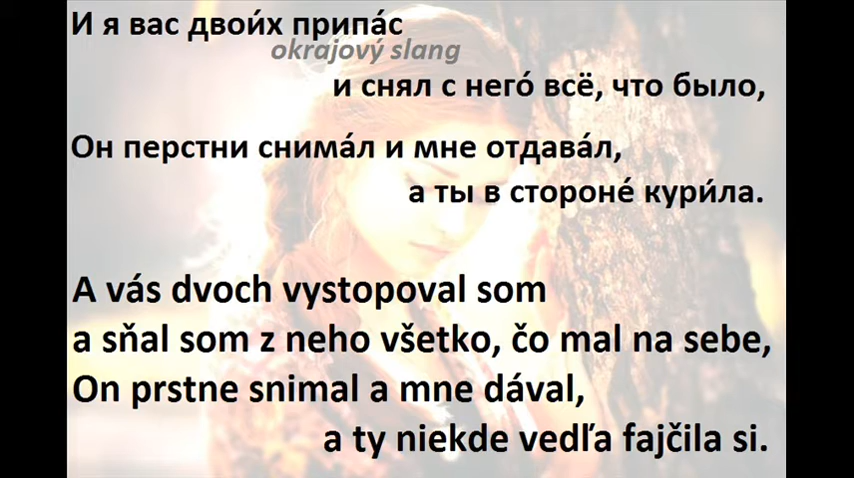 И я вас двои́х припа́с
okrajový slang
и снял с него́ всё, что было,
Он перстни снима́л и мне отдава́л,
а ты в стороне́ кури́ла.
A vás dvoch vystopoval som
a sňal som z neho všetko, čo mal na sebe,
On prstne snimal a mne dával,
a ty niekde vedľa fajčila si.